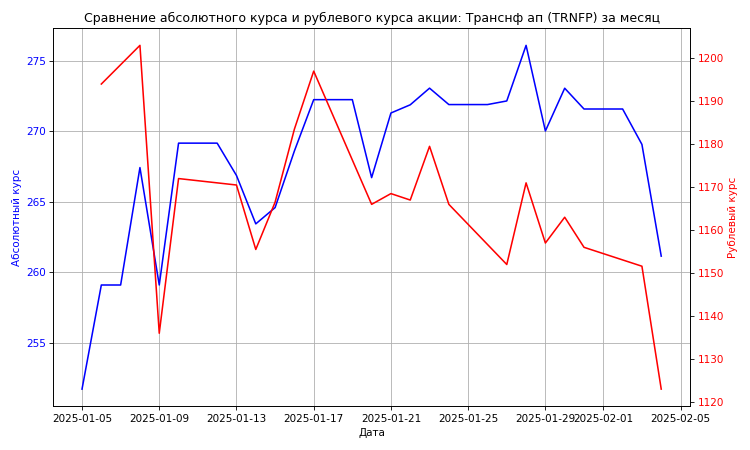 Сравнение абсолютного курса и рублевого курса акции: Транснф ап (TRNFP) за месяц
275
270
265
260
255
Абсолютный курс
1200
1190
1180
1170
1160
1150
1140
1130
1120
Рублевый курс
2025-01-05 2025-01-09 2025-01-13 2025-01-17 2025-01-21 2025-01-25 2025-01-29 2025-02-01 2025-02-05
Дата